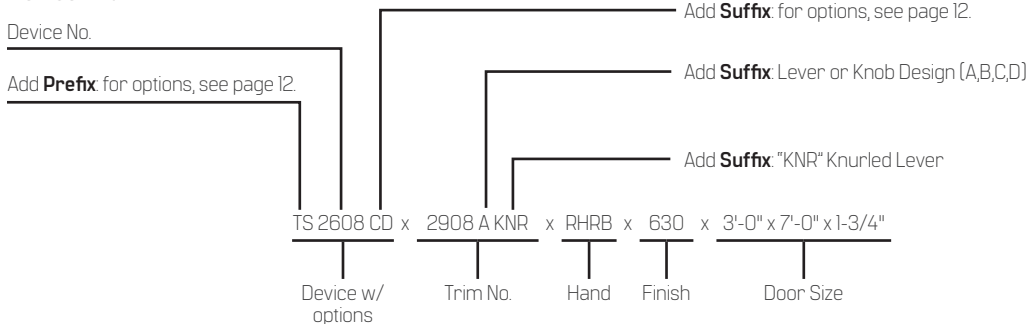 Add Suffix: for options, see page 12.
Device No.
Add Suffix: Lever or Knob Design (A,B,C,D)
Add Prefix: for options, see page 12.
Add Suffix: "KNR" Knurled Lever
TS 2608 CD x 2908 A KNR x RHRB x 630 x 3'-0" x 7'-0" x 1-3/4"
Device w/ options
Trim No.
Hand
Finish
Door Size